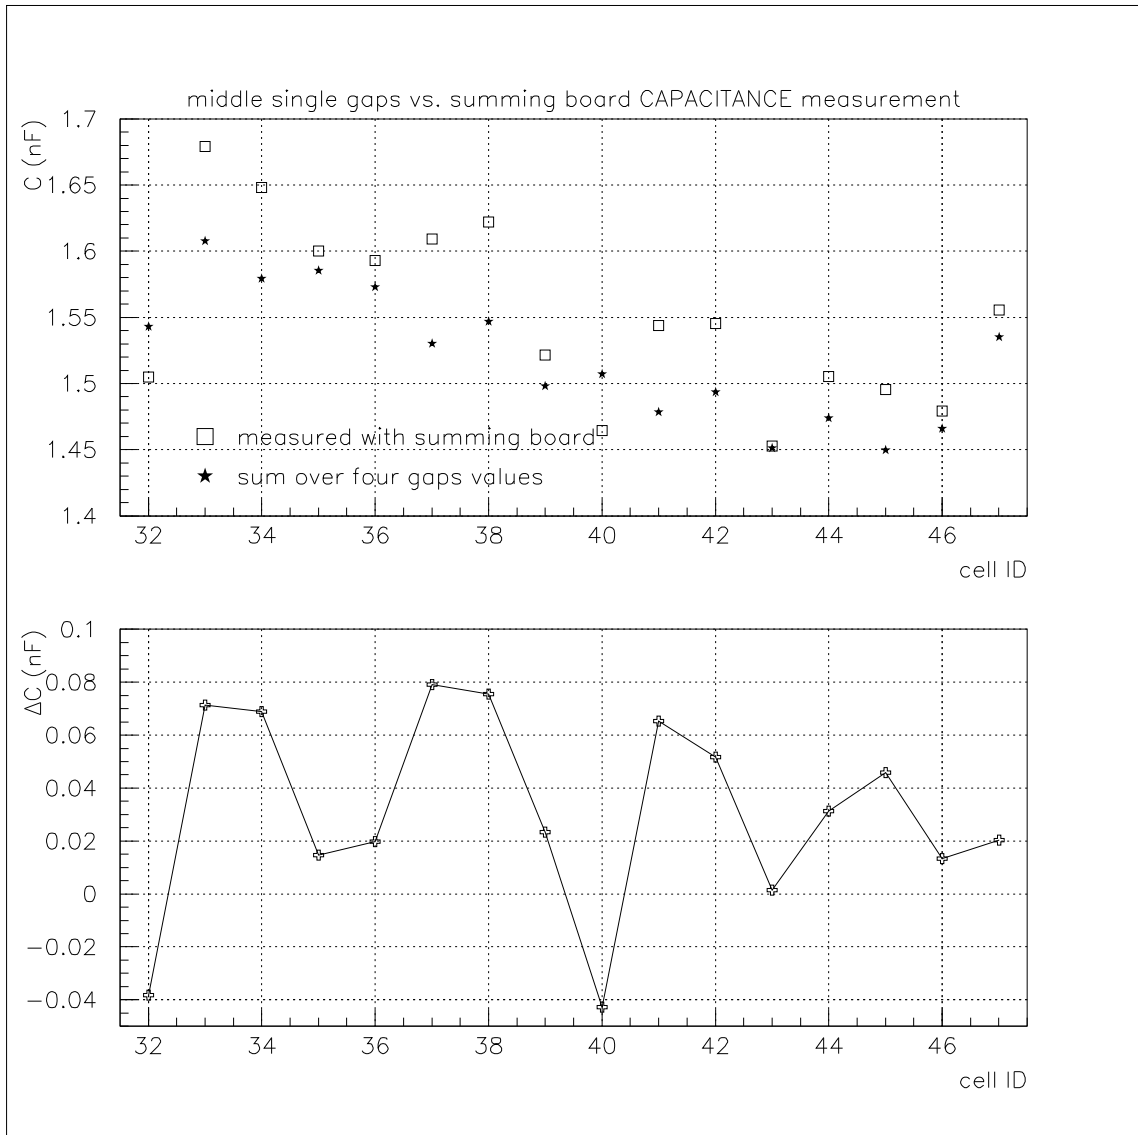 middle single gaps vs. summing board CAPACITANCE measurement
C (nF)
1.7
1.65
1.6
1.55
1.5
1.45
1.4
measured with summing board
sum over four gaps values
32 34 36 38 40 42 44 46
cell ID
ΔC (nF)
0.1
0.08
0.06
0.04
0.02
0
−0.02
−0.04
32 34 36 38 40 42 44 46
cell ID